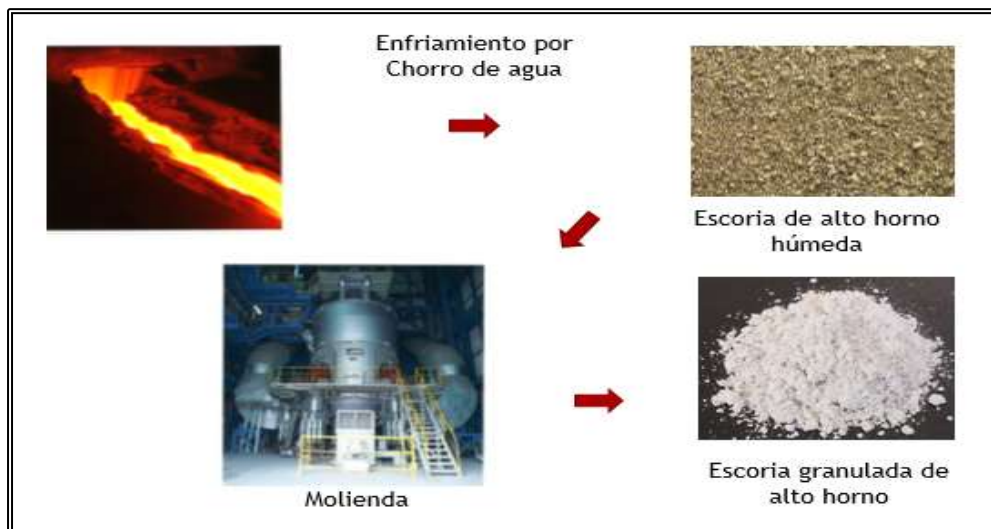 Enfriamiento por
Chorro de agua
Escoria de alto horno
húmeda
Molienda
Escoria granulada de
alto horno